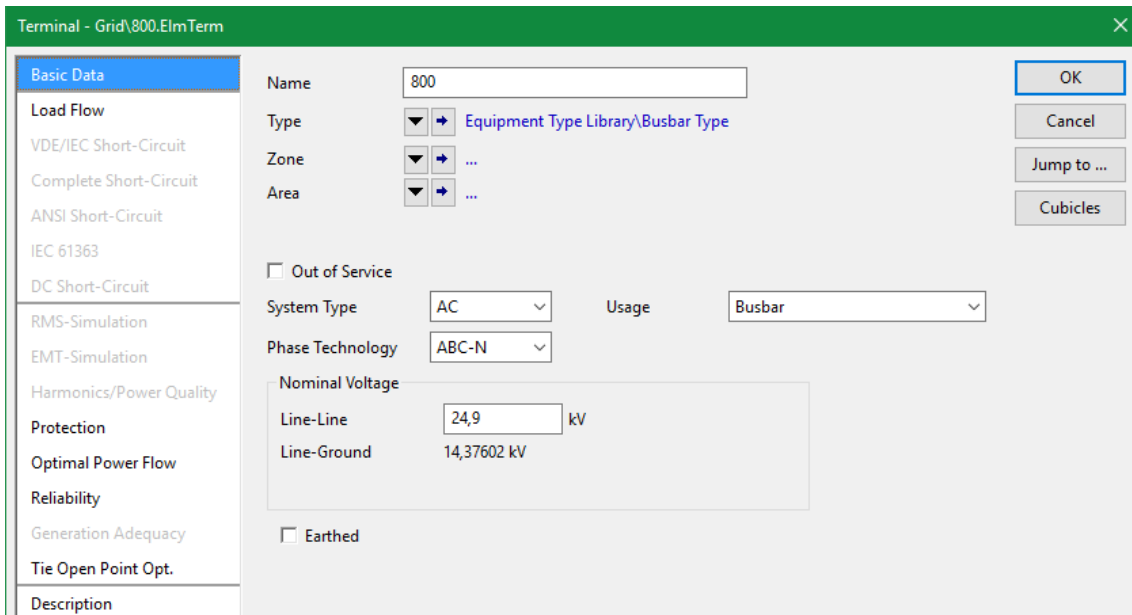 Terminal - Grid\800.ElmTerm
Basic Data
Load Flow
VDE/IEC Short-Circuit
Complete Short-Circuit
ANSI Short-Circuit
IEC 61363
DC Short-Circuit
RMS-Simulation
EMT-Simulation
Harmonics/Power Quality
Protection
Optimal Power Flow
Reliability
Generation Adequacy
Tie Open Point Opt.
Description
Name 800
Type Equipment Type Library\Busbar Type
Zone ...
Area ...
Out of Service
System Type AC Usage Busbar
Phase Technology ABC-N
Nominal Voltage
Line-Line 24,9 kV
Line-Ground 14,37602 kV
Earthed
OK
Cancel
Jump to ...
Cubicles